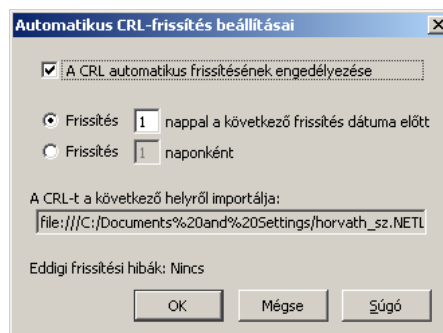 Automatikus CRL-frissítés beállításai
A CRL automatikus frissítésének engedélyezése
Frissítés 1 nappal a következő frissítés dátuma előtt
Frissítés 1 naponként
A CRL-t a következő helyről importálja:
file:///C:/Documents%20and%20Settings/horvath_sz.NETL
Eddigi frissítési hibák: Nincs
OK Mégse Súgó